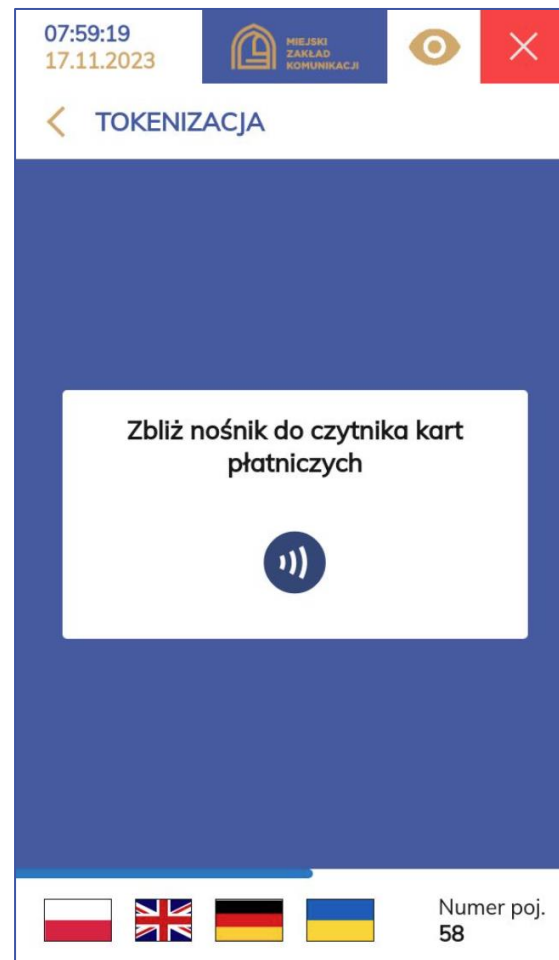 07:59:19
17.11.2023
MIEJSKI
ZAKŁAD
KOMUNIKACJI
TOKENIZACJA
Zbliż nośnik do czytnika kart
płatniczych
Numer poj.
58